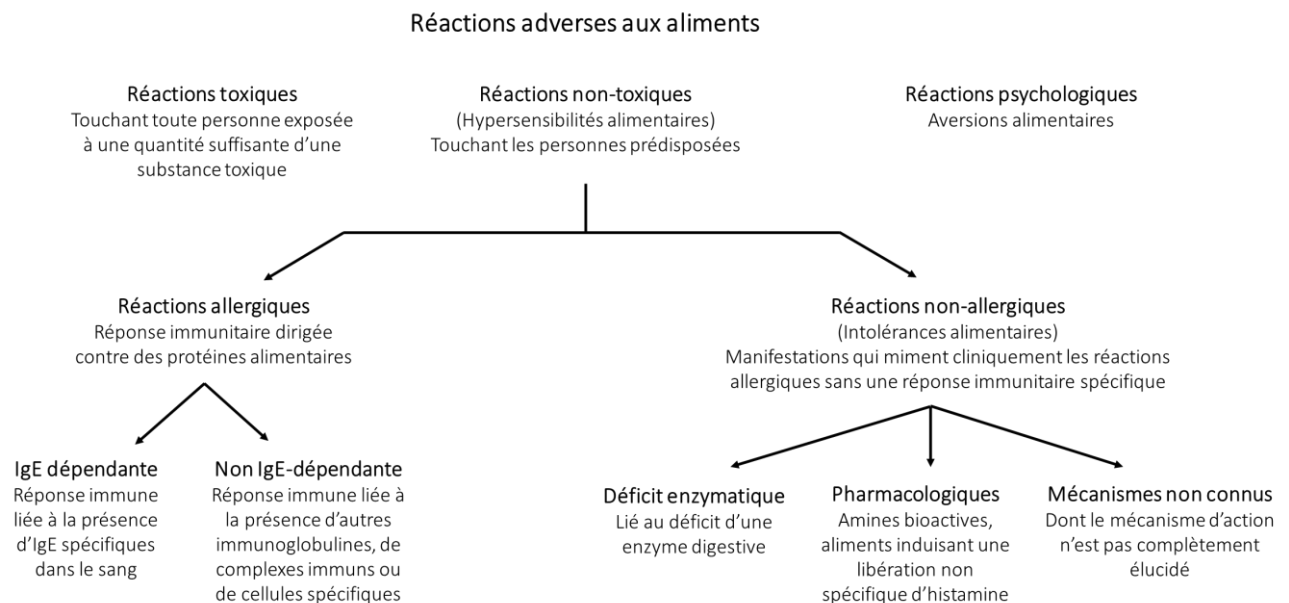 Réactions adverses aux aliments
Réactions toxiques
Touchant toute personne exposée
à une quantité suffisante d'une
substance toxique
Réactions non-toxiques
(Hypersensibilités alimentaires)
Touchant les personnes prédisposées
Réactions psychologiques
Aversions alimentaires
Réactions allergiques
Réponse immunitaire dirigée
contre des protéines alimentaires
Réactions non-allergiques
(Intolérances alimentaires)
Manifestations qui miment cliniquement les réactions
allergiques sans une réponse immunitaire spécifique
IgE dépendante
Réponse immune
liée à la présence
d'IgE spécifiques
dans le sang
Non IgE-dépendante
Réponse immune liée à
la présence d'autres
immunoglobulines, de
complexes immuns ou
de cellules spécifiques
Déficit enzymatique
Lié au déficit d'une
enzyme digestive
Pharmacologiques
Amines bioactives,
aliments induisant une
libération non
spécifique d'histamine
Mécanismes non connus
Dont le mécanisme d'action
n'est pas complètement
élucidé